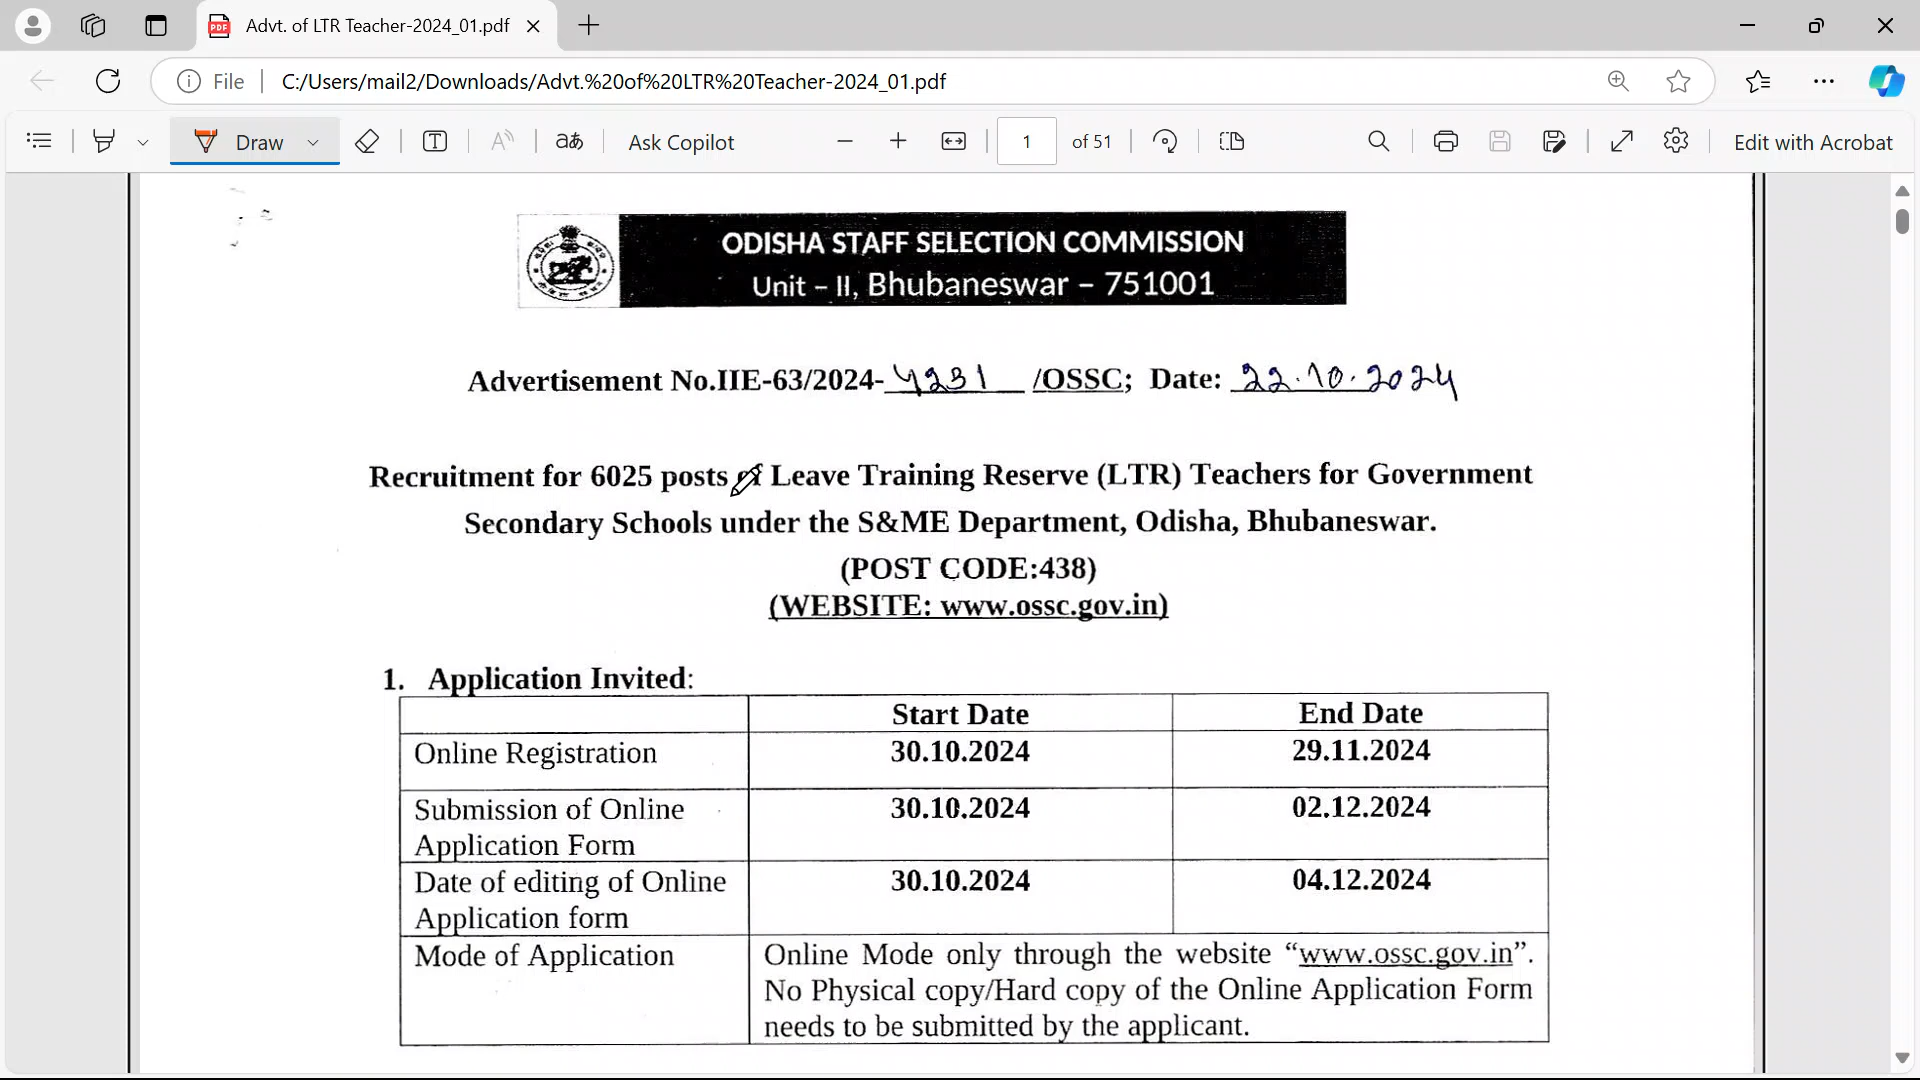 Advt. of LTR Teacher-2024_01.pdf
File
C:/Users/mail2/Downloads/Advt.%20of%20LTR%20Teacher-2024_01.pdf
Draw
Ask Copilot
1 of 51
Edit with Acrobat
ODISHA STAFF SELECTION COMMISSION
Unit – II, Bhubaneswar – 751001
Advertisement No.IIE-63/2024- 4231 /OSSC; Date: 22.10.2024
Recruitment for 6025 posts of Leave Training Reserve (LTR) Teachers for Government
Secondary Schools under the S&ME Department, Odisha, Bhubaneswar.
(POST CODE:438)
(WEBSITE: www.ossc.gov.in)
1. Application Invited:
Start Date End Date
Online Registration 30.10.2024 29.11.2024
Submission of Online 30.10.2024 02.12.2024
Application Form
Date of editing of Online 30.10.2024 04.12.2024
Application form
Mode of Application Online Mode only through the website “www.ossc.gov.in”.
No Physical copy/Hard copy of the Online Application Form
needs to be submitted by the applicant.